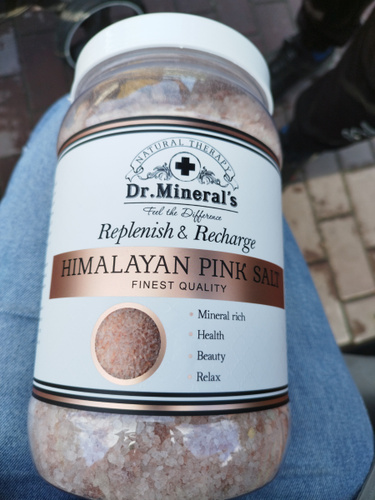 NATURAL THERAPY
Dr.Mineral's
Feel the Difference
Replenish & Recharge
HIMALAYAN PINK SALT
FINEST QUALITY
Mineral rich
Health
Beauty
Relax